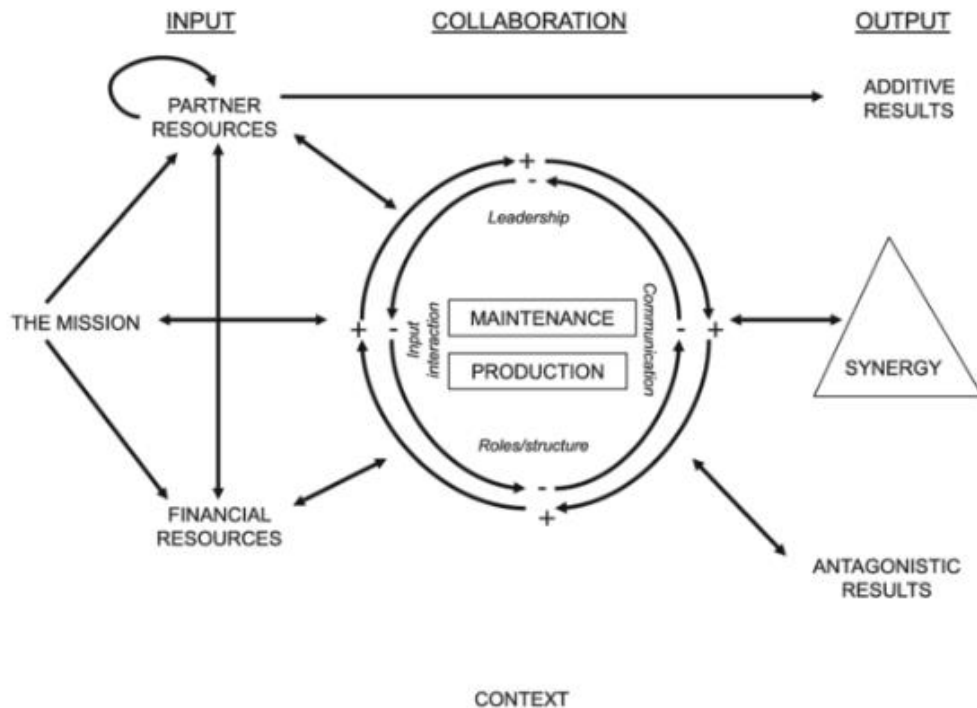 INPUT
COLLABORATION
OUTPUT
PARTNER
RESOURCES
ADDITIVE
RESULTS
+
-
Leadership
THE MISSION
+
-
Input
interaction
MAINTENANCE
PRODUCTION
Communication
-
+
SYNERGY
Roles/structure
-
+
FINANCIAL
RESOURCES
ANTAGONISTIC
RESULTS
CONTEXT